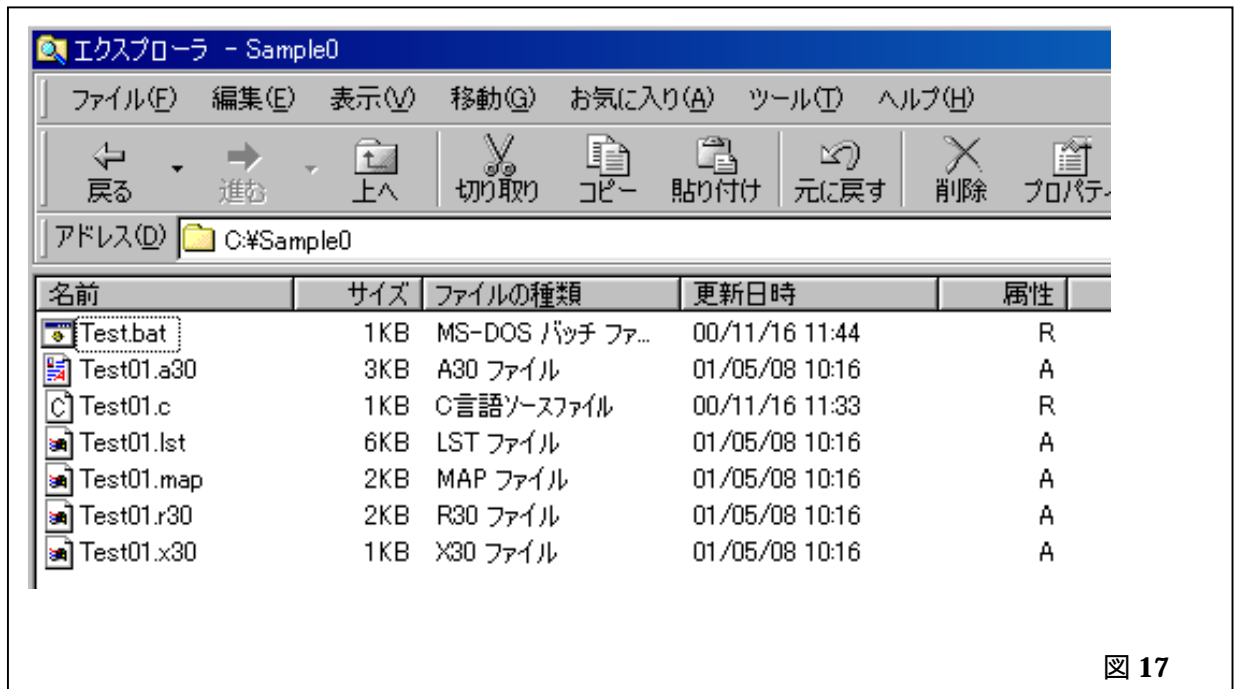 エクスプローラ - Sample0
ファイル(F) 編集(E) 表示(V) 移動(G) お気に入り(A) ツール(T) ヘルプ(H)
戻る 進む 上へ 切り取り コピー 貼り付け 元に戻す 削除 プロパティ
アドレス(D) C:¥Sample0
名前 サイズ ファイルの種類 更新日時 属性
Test.bat 1KB MS-DOS バッチ ファ... 00/11/16 11:44 R
Test01.a30 3KB A30 ファイル 01/05/08 10:16 A
Test01.c 1KB C言語ソースファイル 00/11/16 11:33 R
Test01.lst 6KB LST ファイル 01/05/08 10:16 A
Test01.map 2KB MAP ファイル 01/05/08 10:16 A
Test01.r30 2KB R30 ファイル 01/05/08 10:16 A
Test01.x30 1KB X30 ファイル 01/05/08 10:16 A
図 17